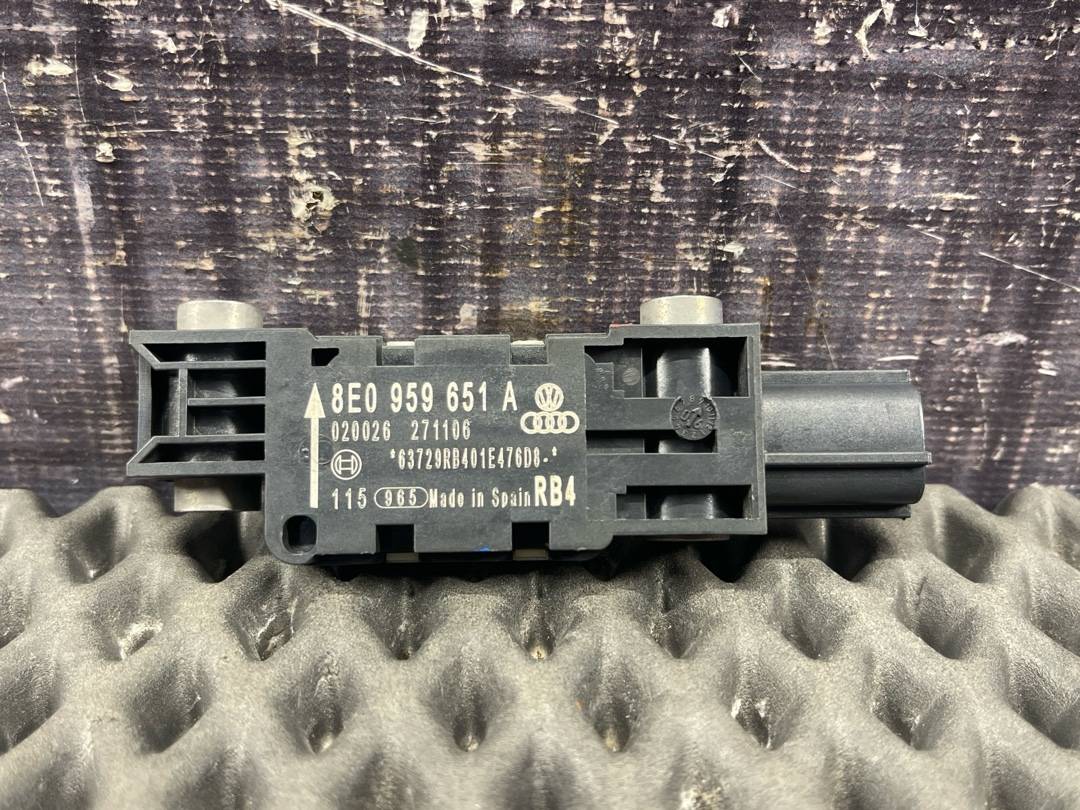 8E0 959 651 A
020026 271106
*63729RB401E476D8-*
115 965 Made in Spain RB4